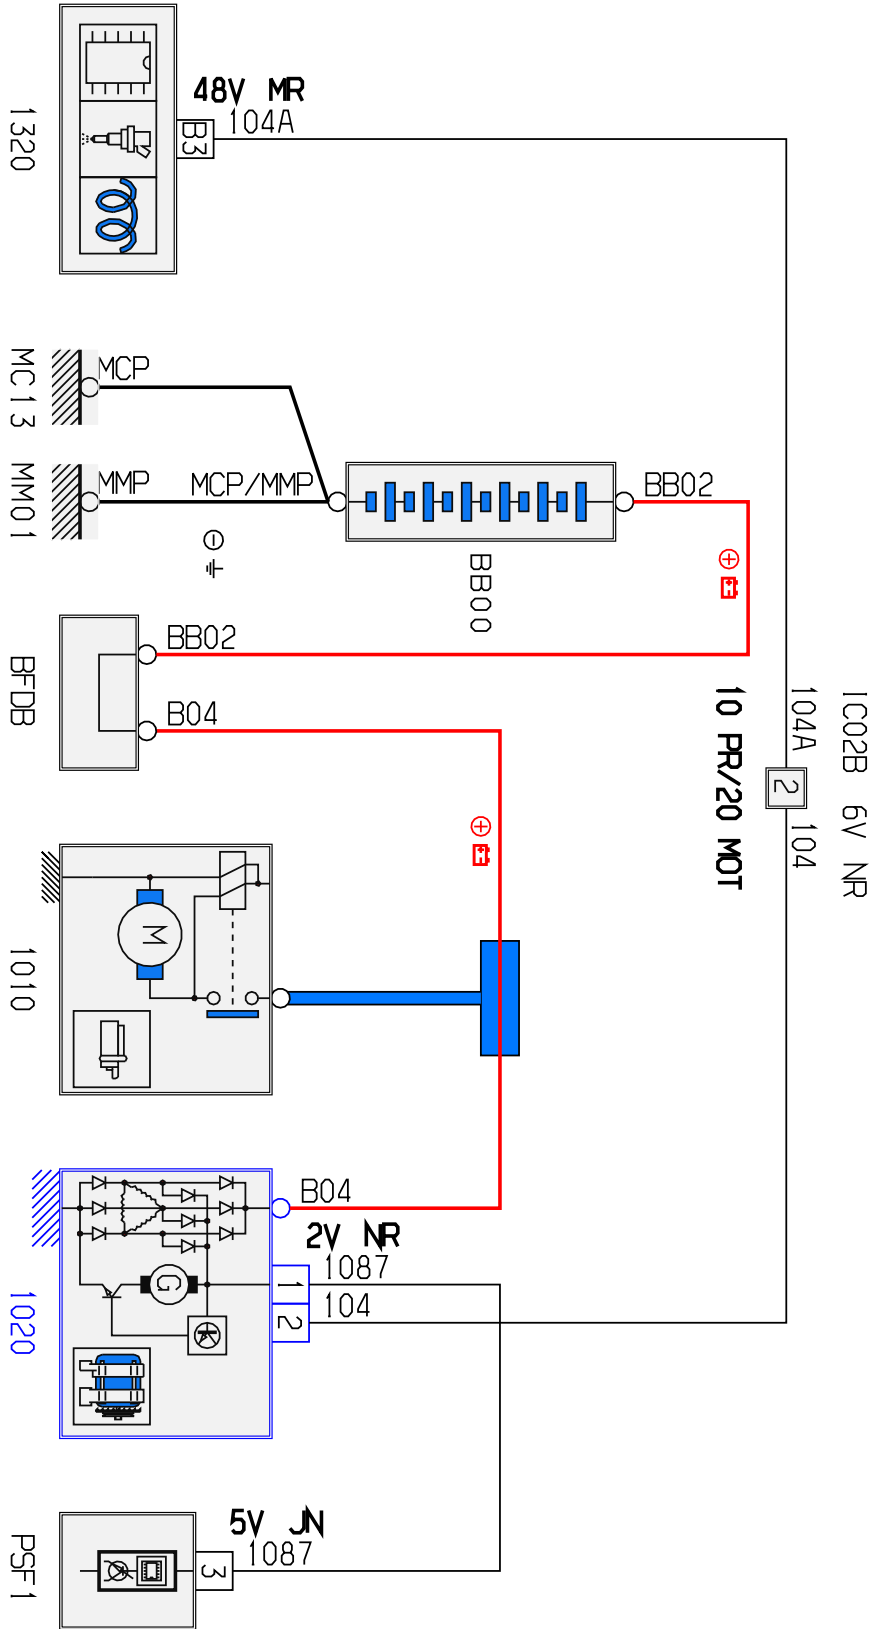 48V MR
104A
B3
1320
MCP
MC13
MMP
MCP/MMP
MM01
BB02
BB00
BB02
B04
BFDB
104A
2
104
IC02B 6V NR
10 PR/20 MOT
M
1010
B04
2V NR
1087
1
104
2
G
1020
5V JN
1087
3
PSF1